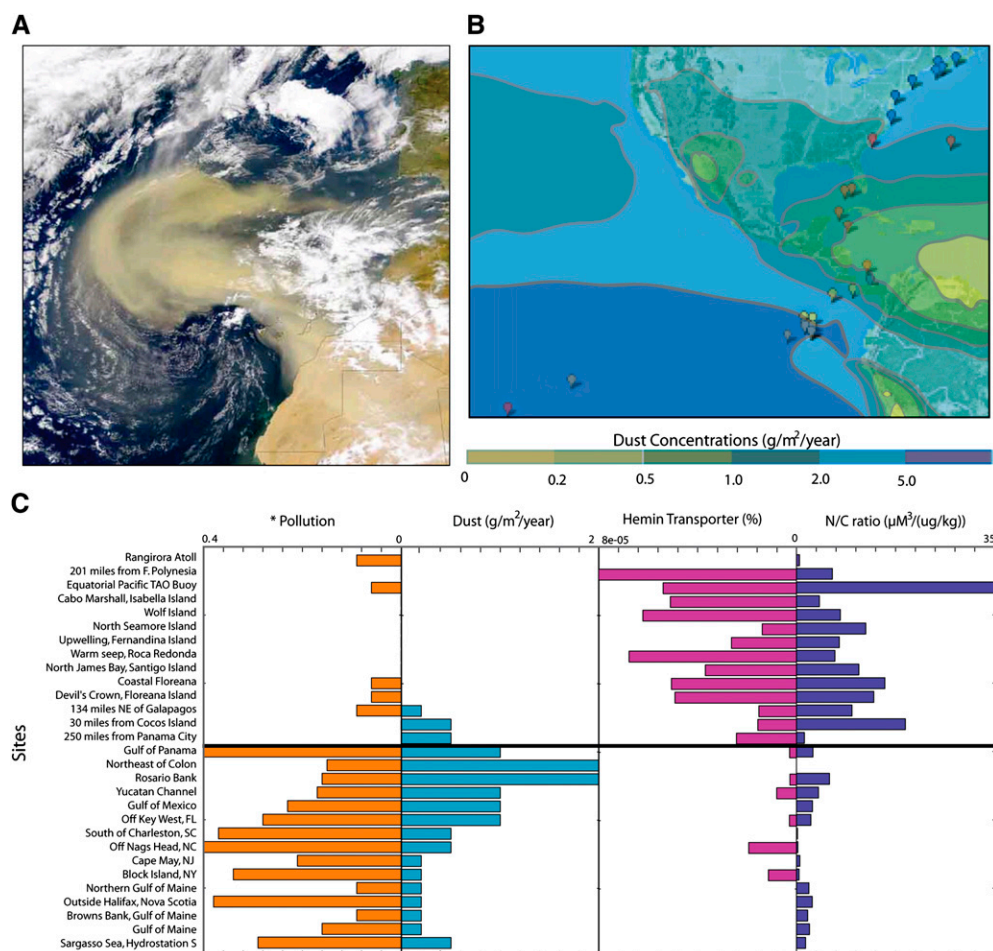 A
B
Dust Concentrations (g/m²/year)
0 0.2 0.5 1.0 2.0 5.0
C
* Pollution Dust (g/m²/year) Hemin Transporter (%) N/C ratio (µM³/(ug/kg))
0.4 0 2 8e-05 0 35
Sites
Rangirora Atoll
201 miles from F. Polynesia
Equatorial Pacific TAO Buoy
Cabo Marshall, Isabella Island
Wolf Island
North Seamore Island
Upwelling, Fernandina Island
Warm seep, Roca Redonda
North James Bay, Santigo Island
Coastal Floreana
Devil's Crown, Floreana Island
134 miles NE of Galapagos
30 miles from Cocos Island
250 miles from Panama City
Gulf of Panama
Northeast of Colon
Rosario Bank
Yucatan Channel
Gulf of Mexico
Off Key West, FL
South of Charleston, SC
Off Nags Head, NC
Cape May, NJ
Block Island, NY
Northern Gulf of Maine
Outside Halifax, Nova Scotia
Browns Bank, Gulf of Maine
Gulf of Maine
Sargasso Sea, Hydrostation S